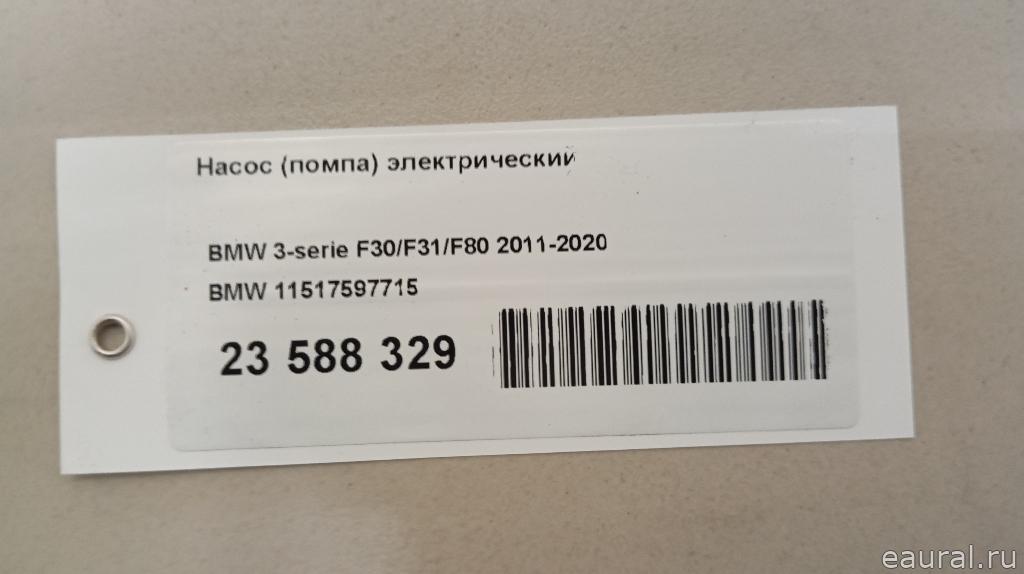 Насос (помпа) электрический
BMW 3-serie F30/F31/F80 2011-2020
BMW 11517597715
23 588 329
eaural.ru